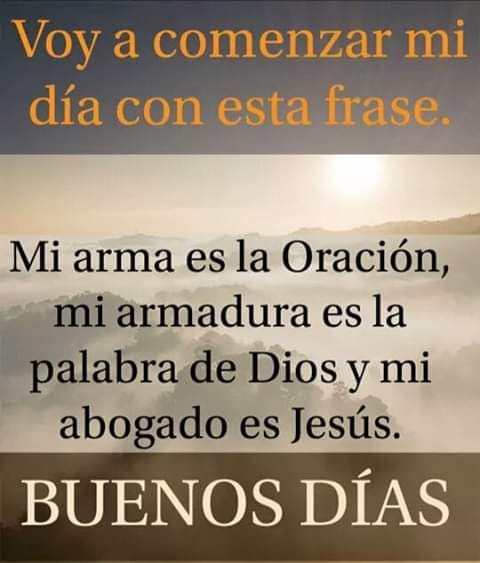 Voy a comenzar mi
día con esta frase.
Mi arma es la Oración,
mi armadura es la
palabra de Dios y mi
abogado es Jesús.
BUENOS DÍAS